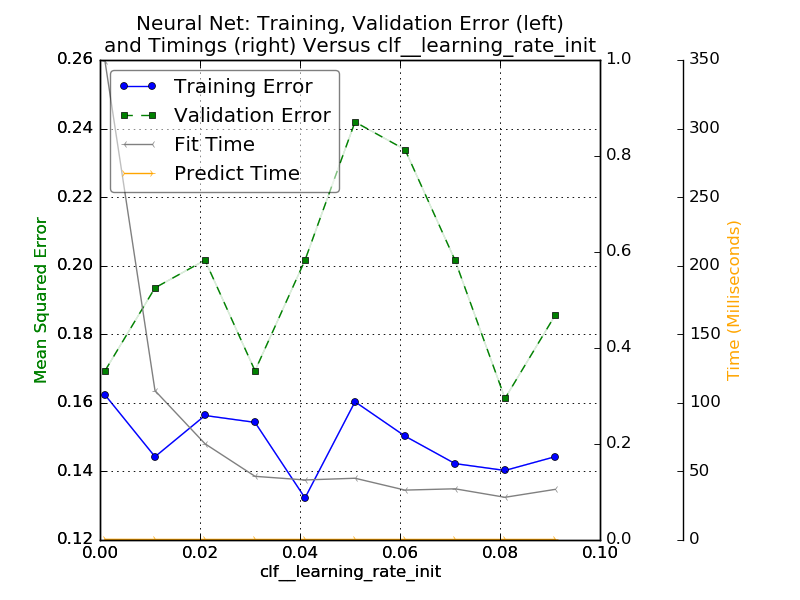 Neural Net: Training, Validation Error (left)
and Timings (right) Versus clf__learning_rate_init
Training Error
Validation Error
Fit Time
Predict Time
Mean Squared Error
0.26
0.24
0.22
0.20
0.18
0.16
0.14
0.12
0.00 0.02 0.04 0.06 0.08 0.10
clf__learning_rate_init
1.0
0.8
0.6
0.4
0.2
0.0
350
300
250
200
150
100
50
0
Time (Milliseconds)